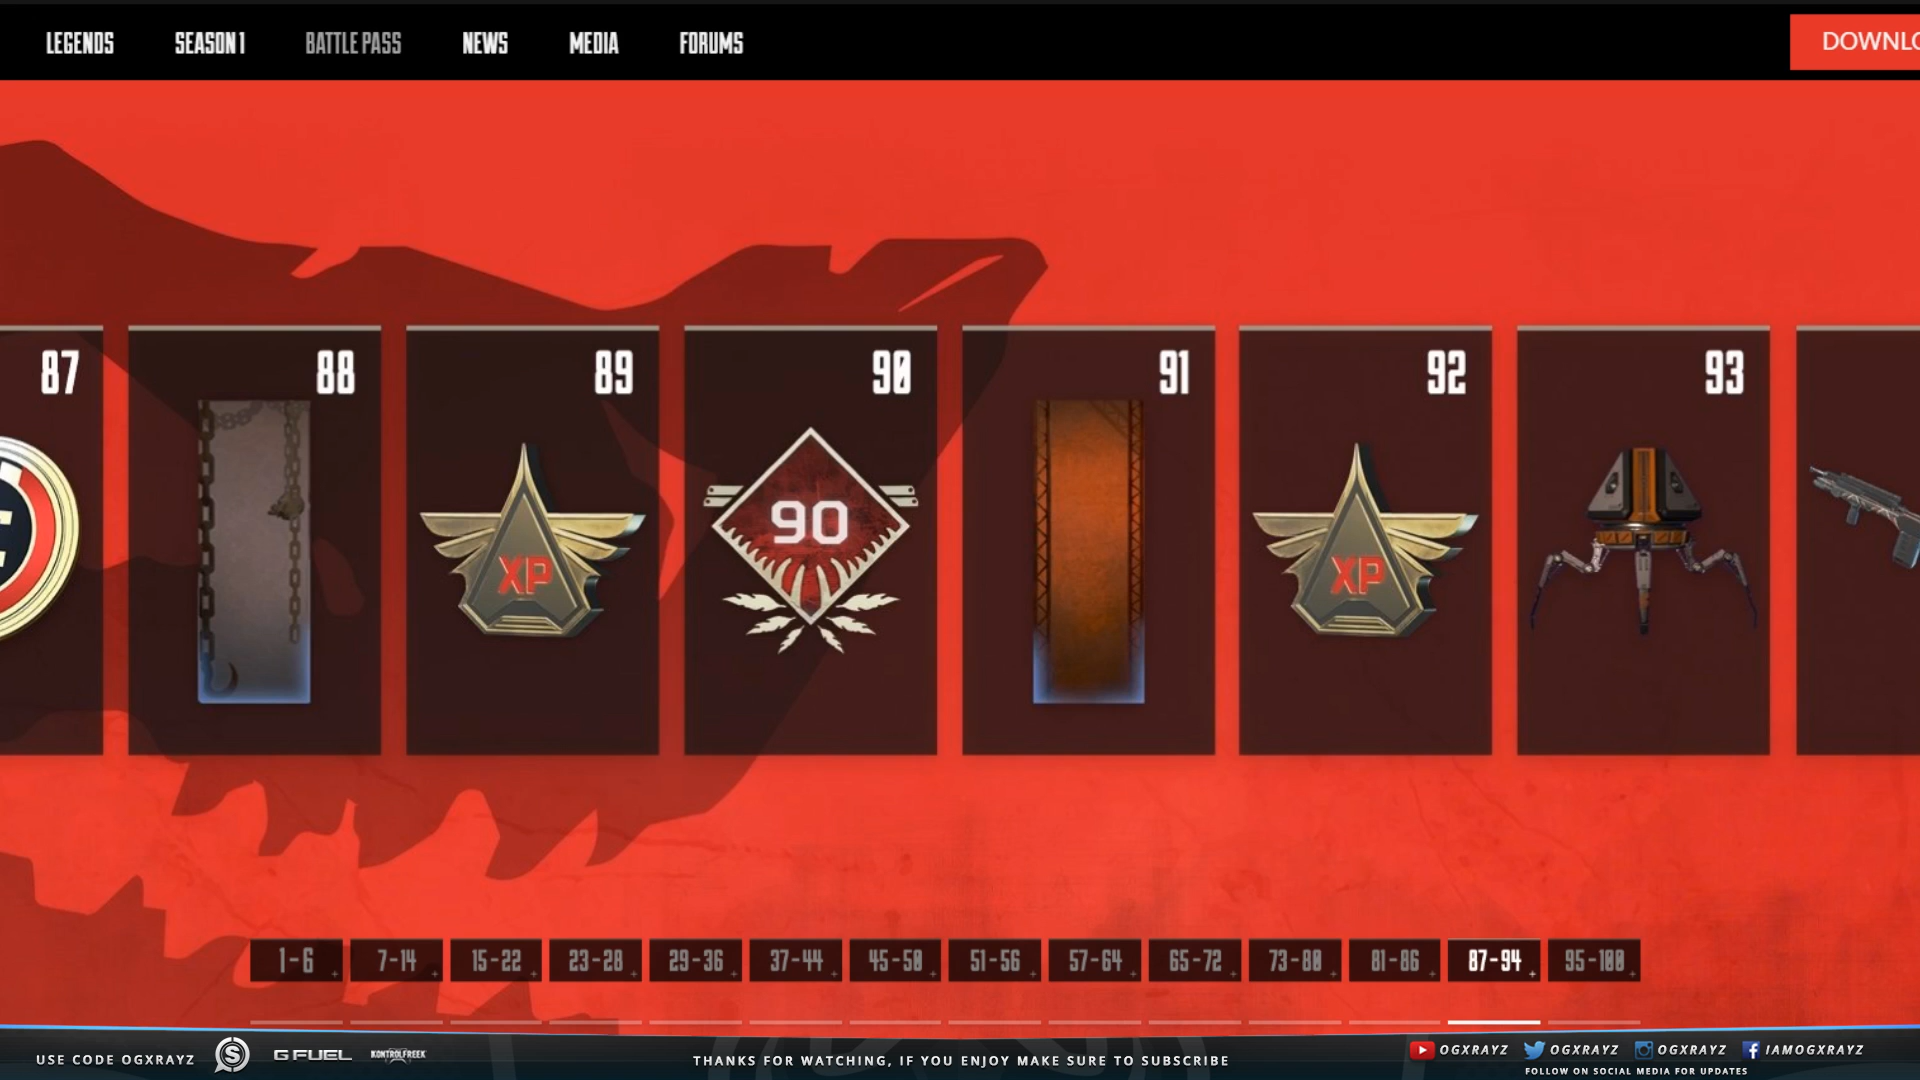 LEGENDS SEASON 1 BATTLE PASS NEWS MEDIA FORUMS DOWNLO
87 88 89 90 91 92 93
XP 90 XP
1-6 7-14 15-22 23-28 29-36 37-44 45-50 51-56 57-64 65-72 73-80 81-86 87-94 95-100
USE CODE OGXRAYZ S G FUEL KONTROLFREEK THANKS FOR WATCHING, IF YOU ENJOY MAKE SURE TO SUBSCRIBE OGXRAYZ OGXRAYZ OGXRAYZ IAMOGXRAYZ
FOLLOW ON SOCIAL MEDIA FOR UPDATES